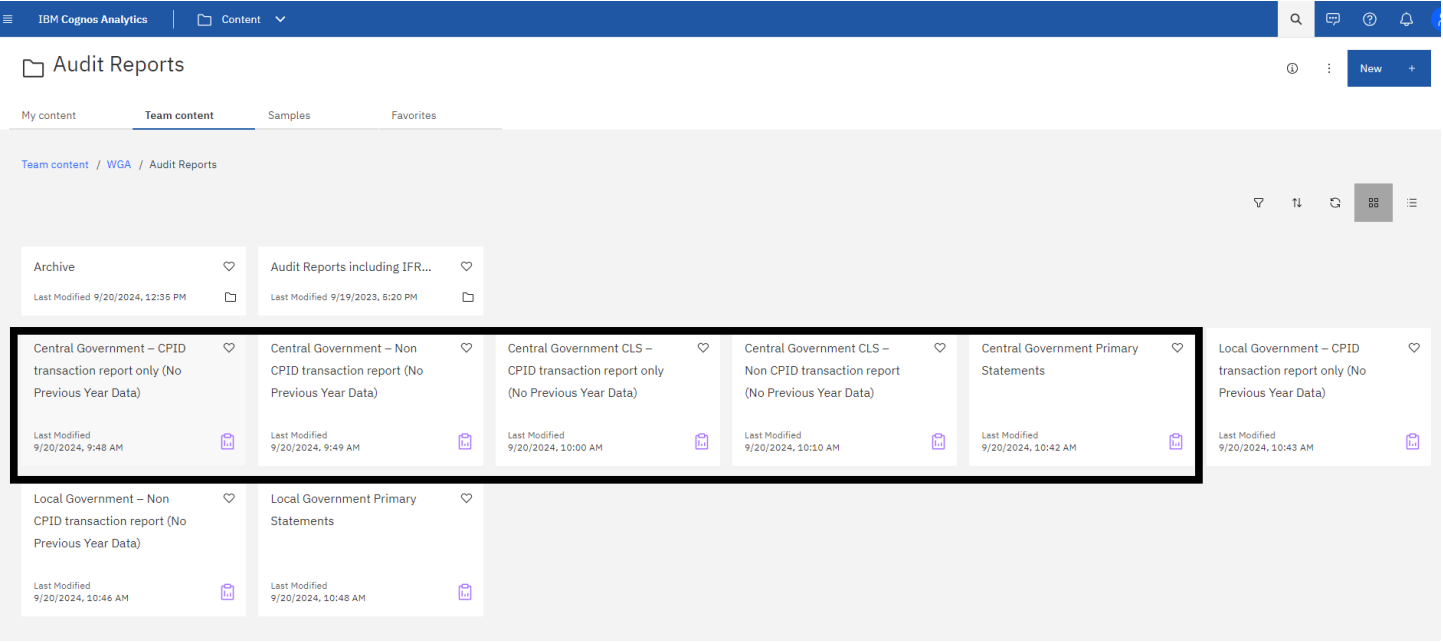 IBM Cognos Analytics
Content
Audit Reports
New +
My content
Team content
Samples
Favorites
Team content / WGA / Audit Reports
Archive
Last Modified 9/20/2024, 12:35 PM
Audit Reports including IFR...
Last Modified 9/19/2023, 5:20 PM
Central Government – CPID
transaction report only (No
Previous Year Data)
Last Modified
9/20/2024, 9:48 AM
Central Government – Non
CPID transaction report (No
Previous Year Data)
Last Modified
9/20/2024, 9:49 AM
Central Government CLS –
CPID transaction report only
(No Previous Year Data)
Last Modified
9/20/2024, 10:00 AM
Central Government CLS –
Non CPID transaction report
(No Previous Year Data)
Last Modified
9/20/2024, 10:10 AM
Central Government Primary
Statements
Last Modified
9/20/2024, 10:42 AM
Local Government – CPID
transaction report only (No
Previous Year Data)
Last Modified
9/20/2024, 10:43 AM
Local Government – Non
CPID transaction report (No
Previous Year Data)
Last Modified
9/20/2024, 10:46 AM
Local Government Primary
Statements
Last Modified
9/20/2024, 10:48 AM